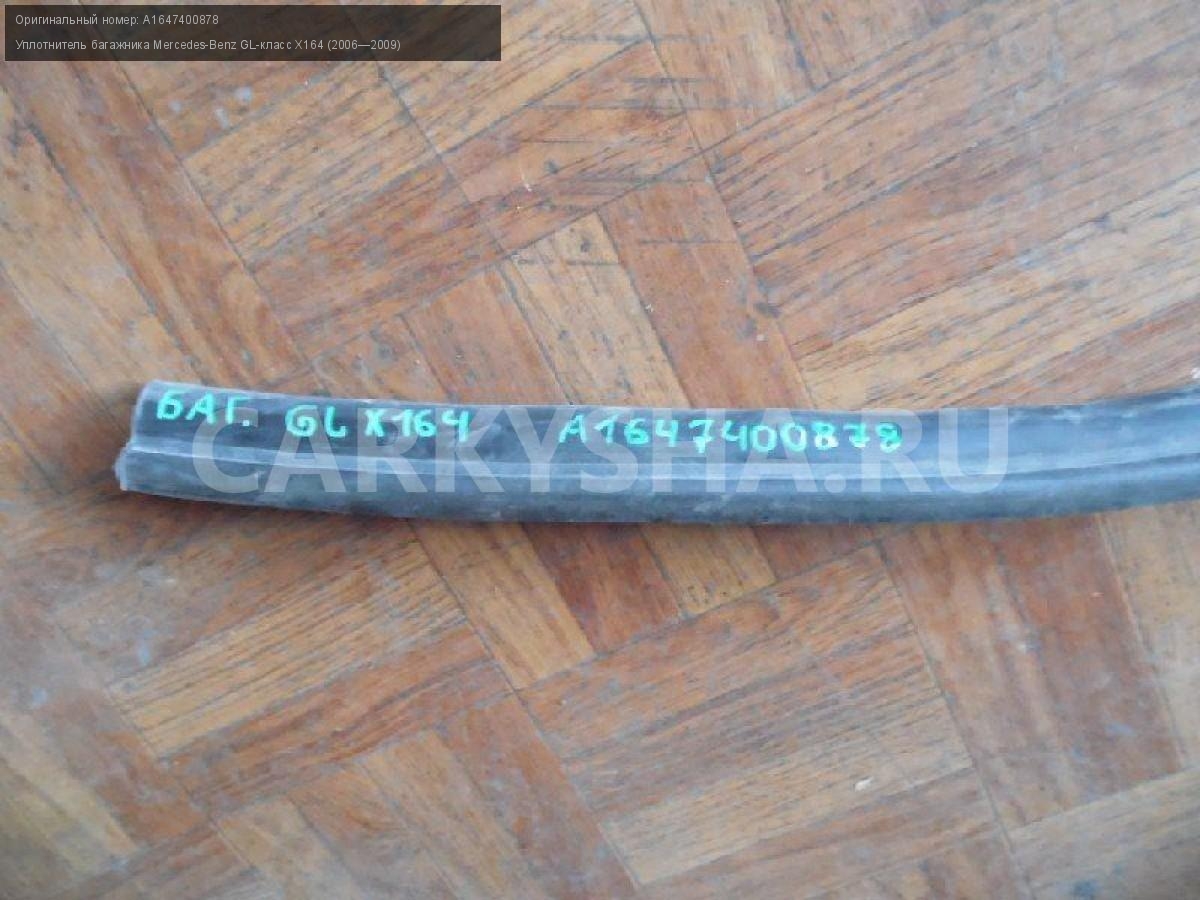 Оригинальный номер: A1647400878
Уплотнитель багажника Mercedes-Benz GL-класс X164 (2006—2009)
БАГ. GL X164 A1647400878
CARKYSHA.RU